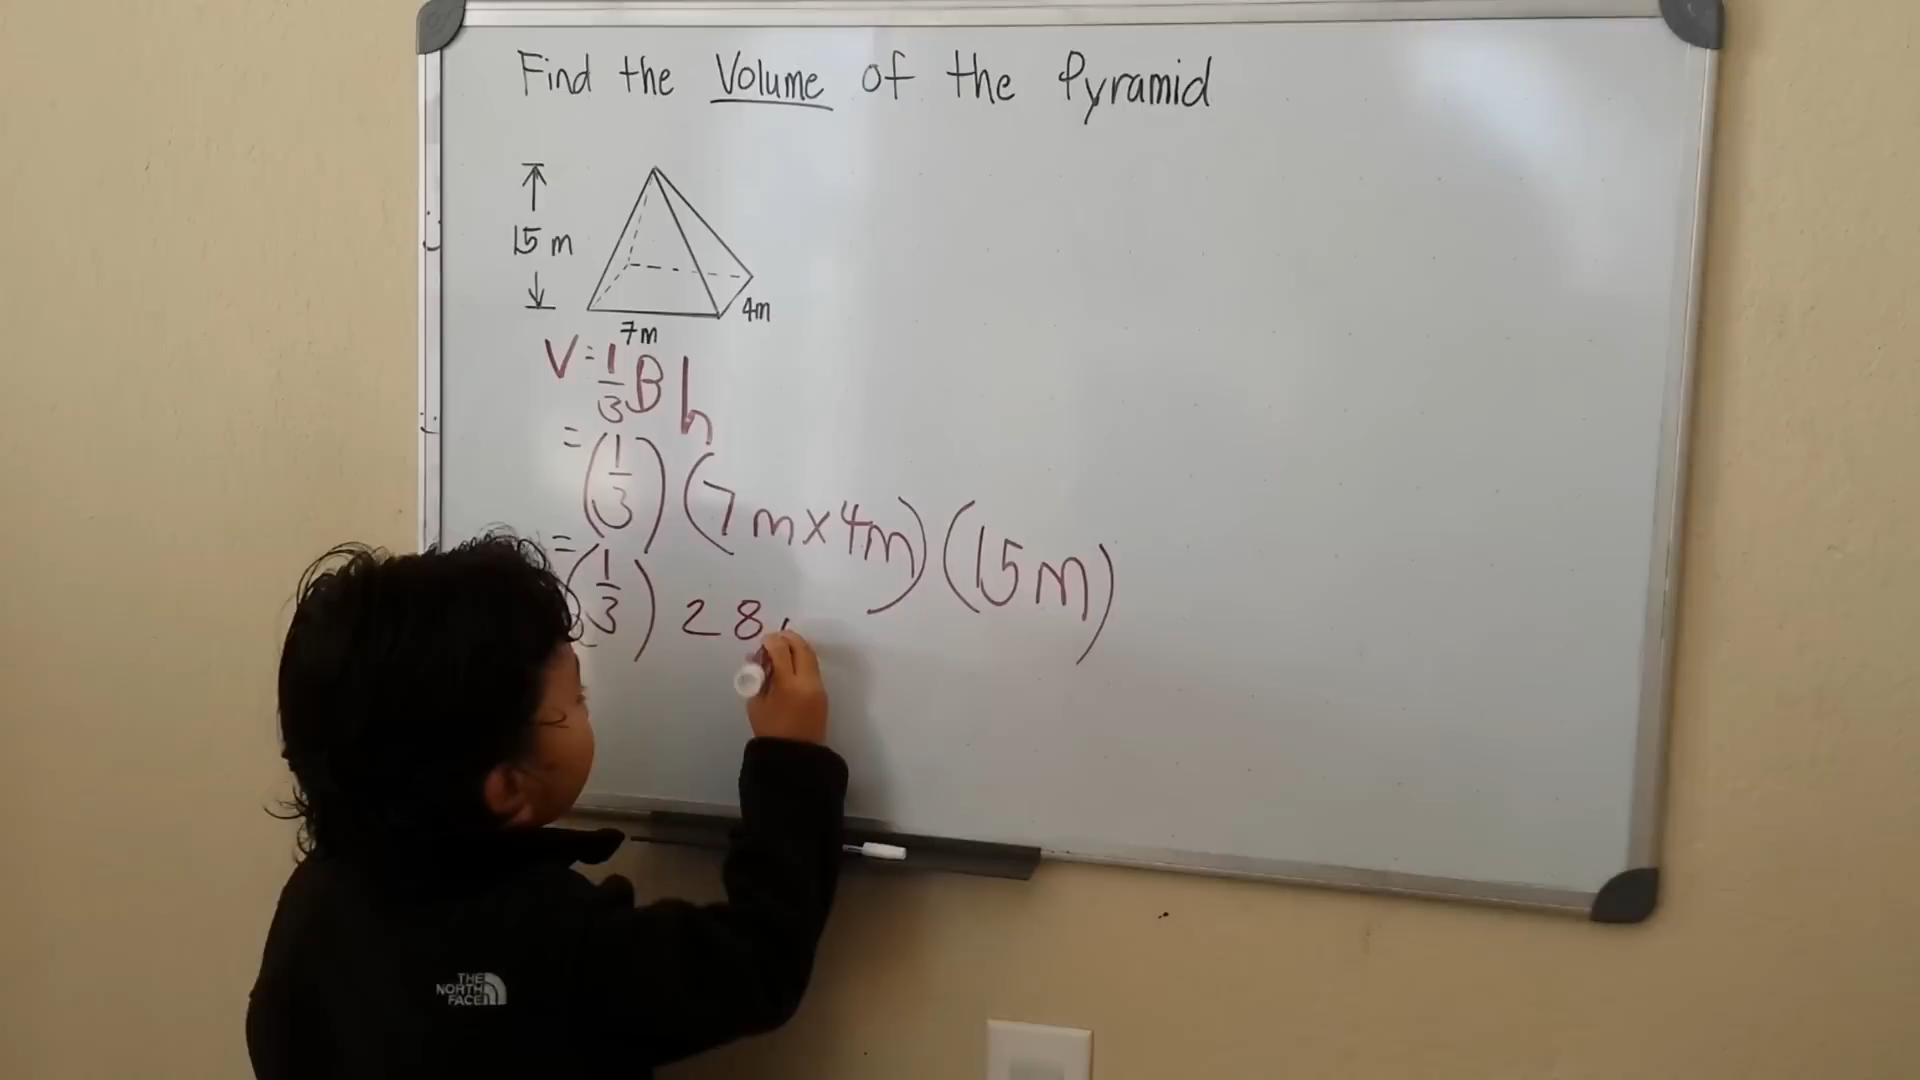 Find the Volume of the Pyramid
15 m
4m
7m
V = 1/3 B h
= (1/3) (7m x 4m) (15m)
= (1/3) 28
THE
NORTH
FACE